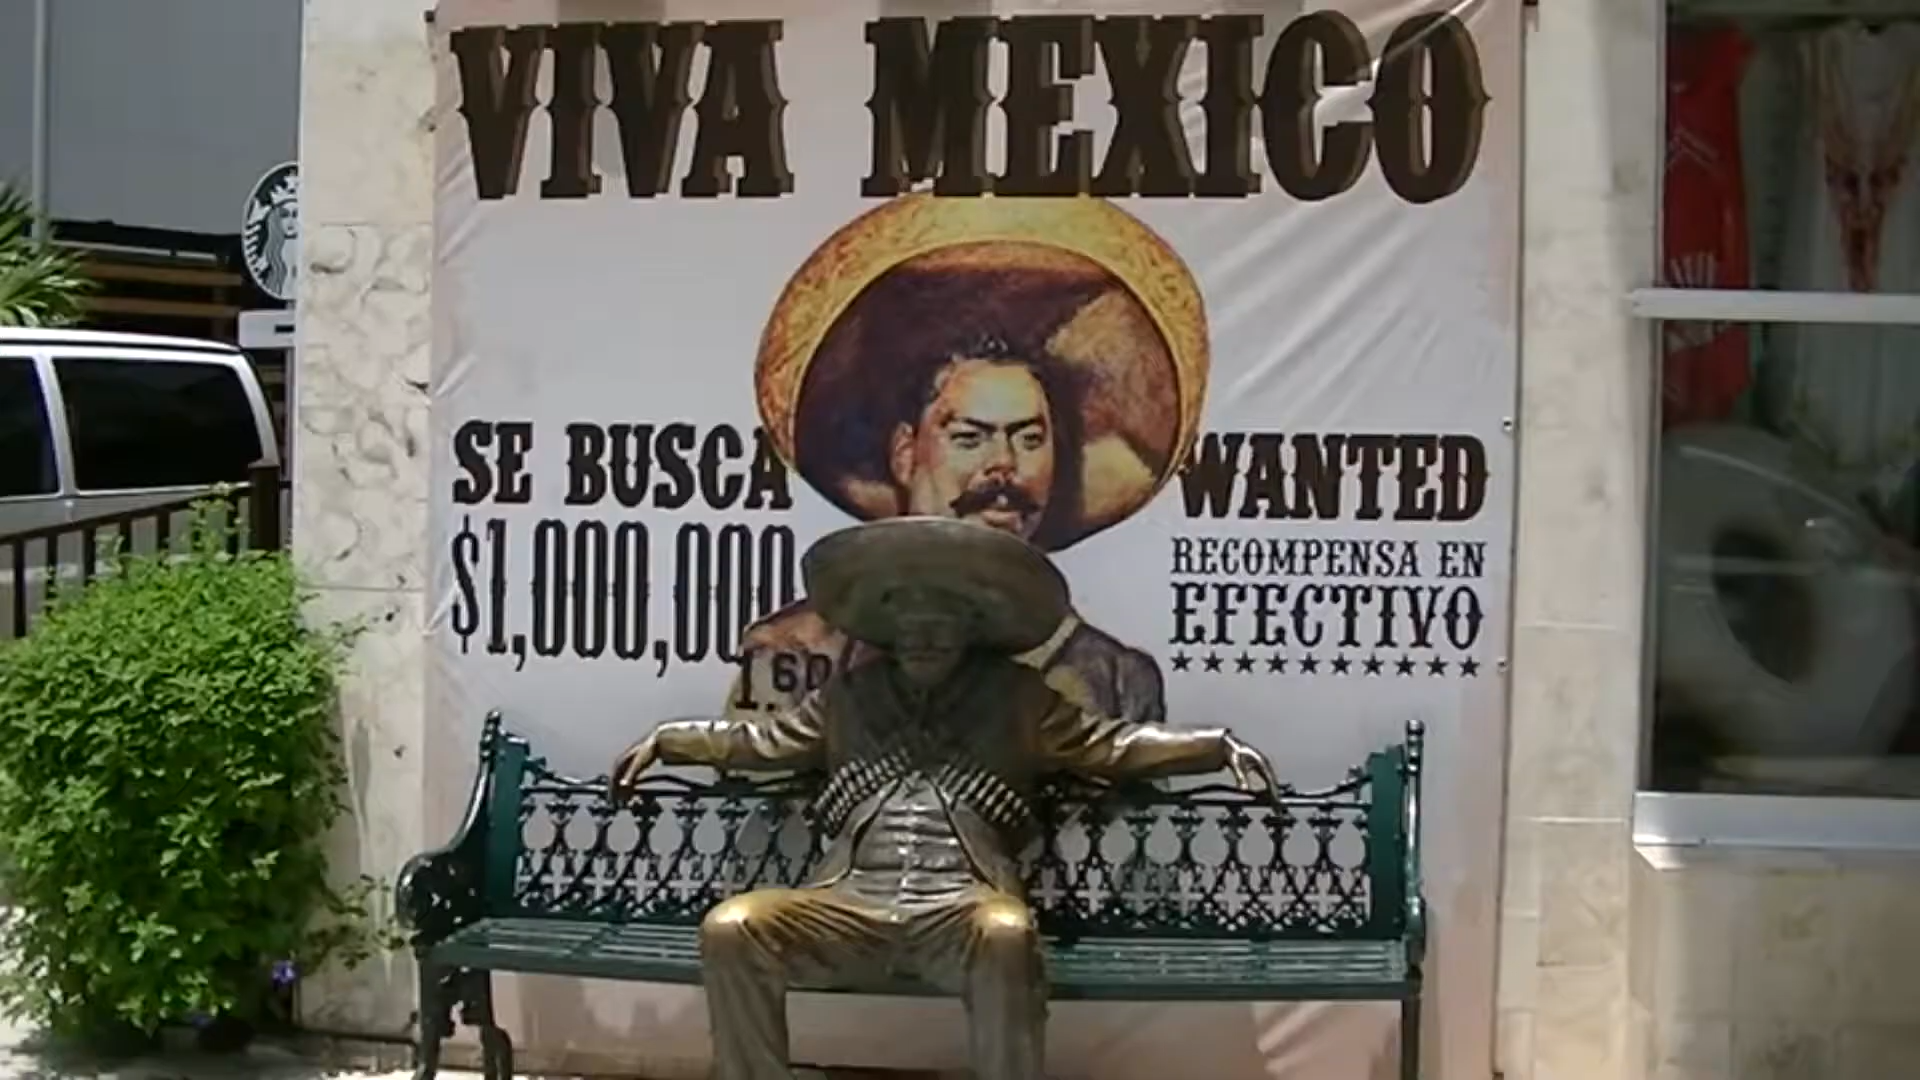 VIVA MEXICO
SE BUSCA
$1,000,000
WANTED
RECOMPENSA EN
EFECTIVO